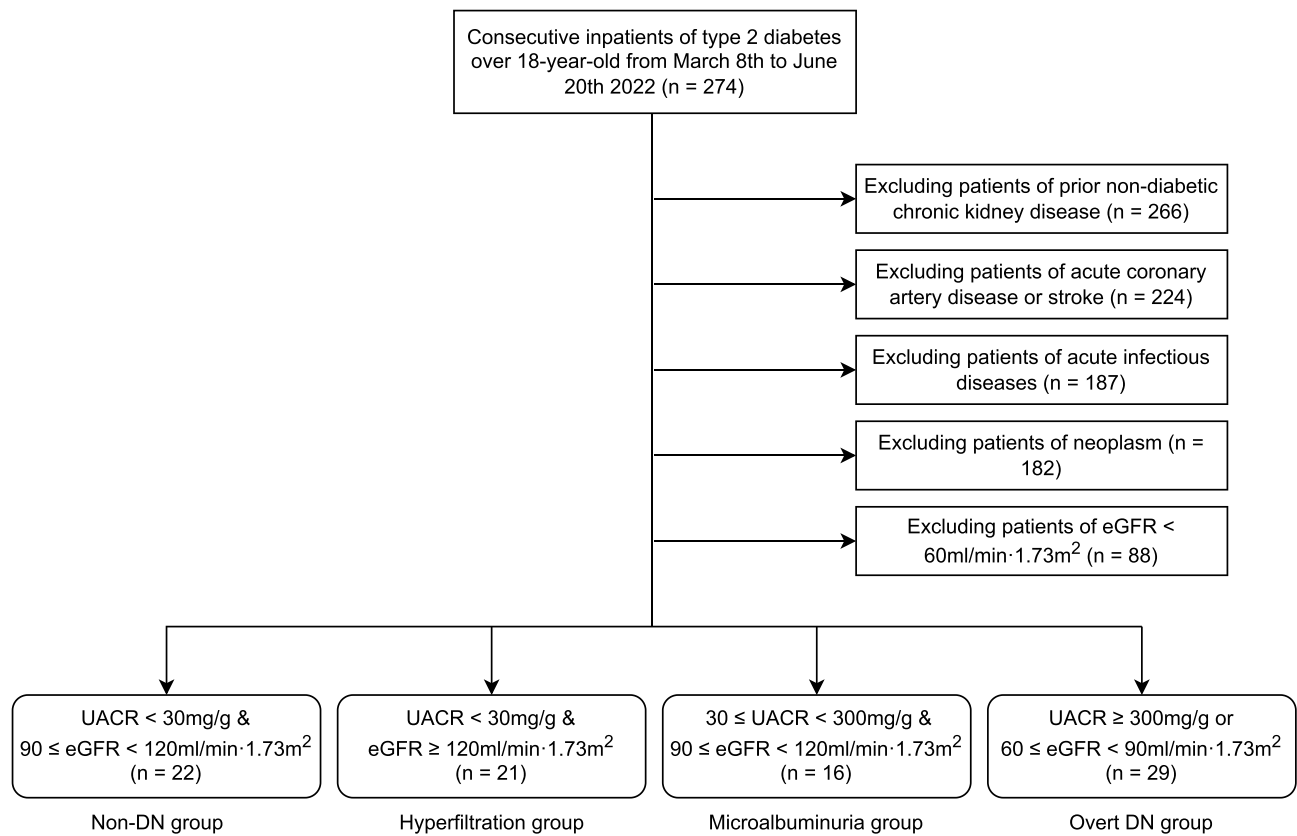 Consecutive inpatients of type 2 diabetes
over 18-year-old from March 8th to June
20th 2022 (n = 274)
Excluding patients of prior non-diabetic
chronic kidney disease (n = 266)
Excluding patients of acute coronary
artery disease or stroke (n = 224)
Excluding patients of acute infectious
diseases (n = 187)
Excluding patients of neoplasm (n =
182)
Excluding patients of eGFR <
60ml/min·1.73m² (n = 88)
UACR < 30mg/g &
90 ≤ eGFR < 120ml/min·1.73m²
(n = 22)
Non-DN group
UACR < 30mg/g &
eGFR ≥ 120ml/min·1.73m²
(n = 21)
Hyperfiltration group
30 ≤ UACR < 300mg/g &
90 ≤ eGFR < 120ml/min·1.73m²
(n = 16)
Microalbuminuria group
UACR ≥ 300mg/g or
60 ≤ eGFR < 90ml/min·1.73m²
(n = 29)
Overt DN group